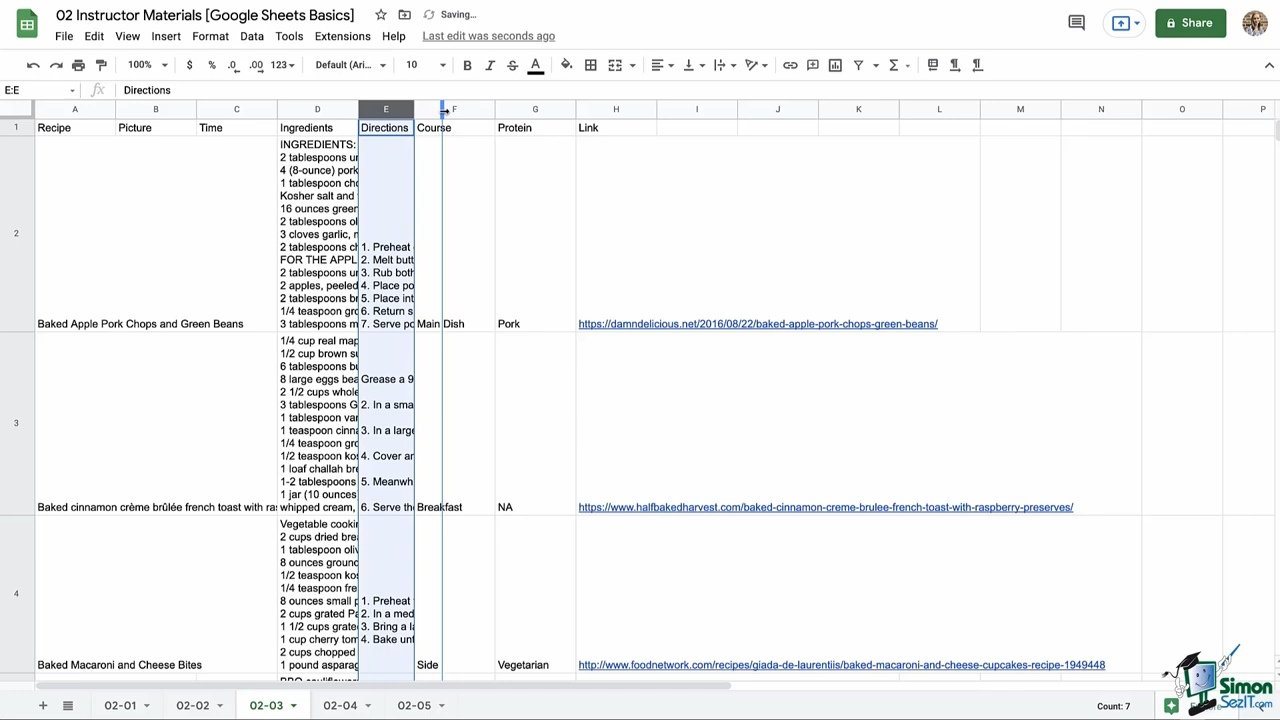 02 Instructor Materials [Google Sheets Basics] Saving...
File Edit View Insert Format Data Tools Extensions Help Last edit was seconds ago
Share
100% $ % .0 .00 123 Default (Ari... 10 B I S A Σ
E:E fx Directions
A B C D E F G H I J K L M N O P
1 Recipe Picture Time Ingredients Directions Course Protein Link
INGREDIENTS:
2 tablespoons un
4 (8-ounce) pork
1 tablespoon cho
Kosher salt and
16 ounces green
2 tablespoons ol
3 cloves garlic, m
2 tablespoons ch 1. Preheat
FOR THE APPL 2. Melt butt
2 tablespoons un 3. Rub both
2 apples, peeled 4. Place po
2 tablespoons br 5. Place int
1/4 teaspoon gro 6. Return s
2 Baked Apple Pork Chops and Green Beans 3 tablespoons m 7. Serve po Main Dish Pork https://damndelicious.net/2016/08/22/baked-apple-pork-chops-green-beans/
1/4 cup real map
1/2 cup brown su
6 tablespoons bu
8 large eggs bea Grease a 9
2 1/2 cups whole
3 tablespoons G 2. In a sma
1 tablespoon van
1 teaspoon cinna 3. In a large
1/4 teaspoon gro
1/2 teaspoon kos 4. Cover an
1 loaf challah bre
1-2 tablespoons 5. Meanwh
1 jar (10 ounces
3 Baked cinnamon crème brûlée french toast with ra whipped cream, 6. Serve the Breakfast NA https://www.halfbakedharvest.com/baked-cinnamon-creme-brulee-french-toast-with-raspberry-preserves/
Vegetable cookin
2 cups dried brea
1 tablespoon oliv
8 ounces ground
1/2 teaspoon kos
1/4 teaspoon fre
8 ounces small p 1. Preheat
2 cups grated Pa 2. In a med
1 1/2 cups grate 3. Bring a la
1 cup cherry tom 4. Bake unt
2 cups chopped
4 Baked Macaroni and Cheese Bites 1 pound asparag Side Vegetarian http://www.foodnetwork.com/recipes/giada-de-laurentiis/baked-macaroni-and-cheese-cupcakes-recipe-1949448
02-01 02-02 02-03 02-04 02-05 Count: 7
Simon
SezIT.com